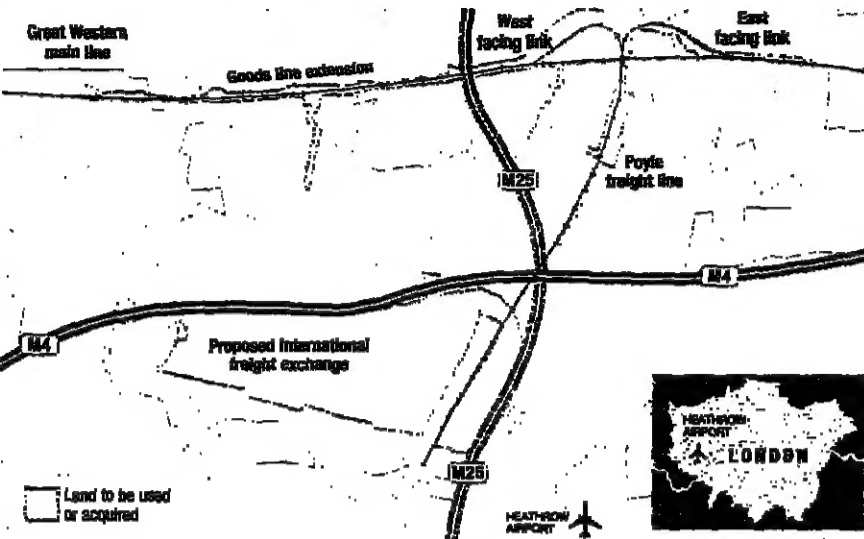 Great Western
main line
Goods line extension
West
facing link
East
facing link
M25
Poyle
freight line
M4
M4
Proposed international
freight exchange
M25
Land to be used
or acquired
HEATHROW
AIRPORT
HEATHROW
AIRPORT
LONDON